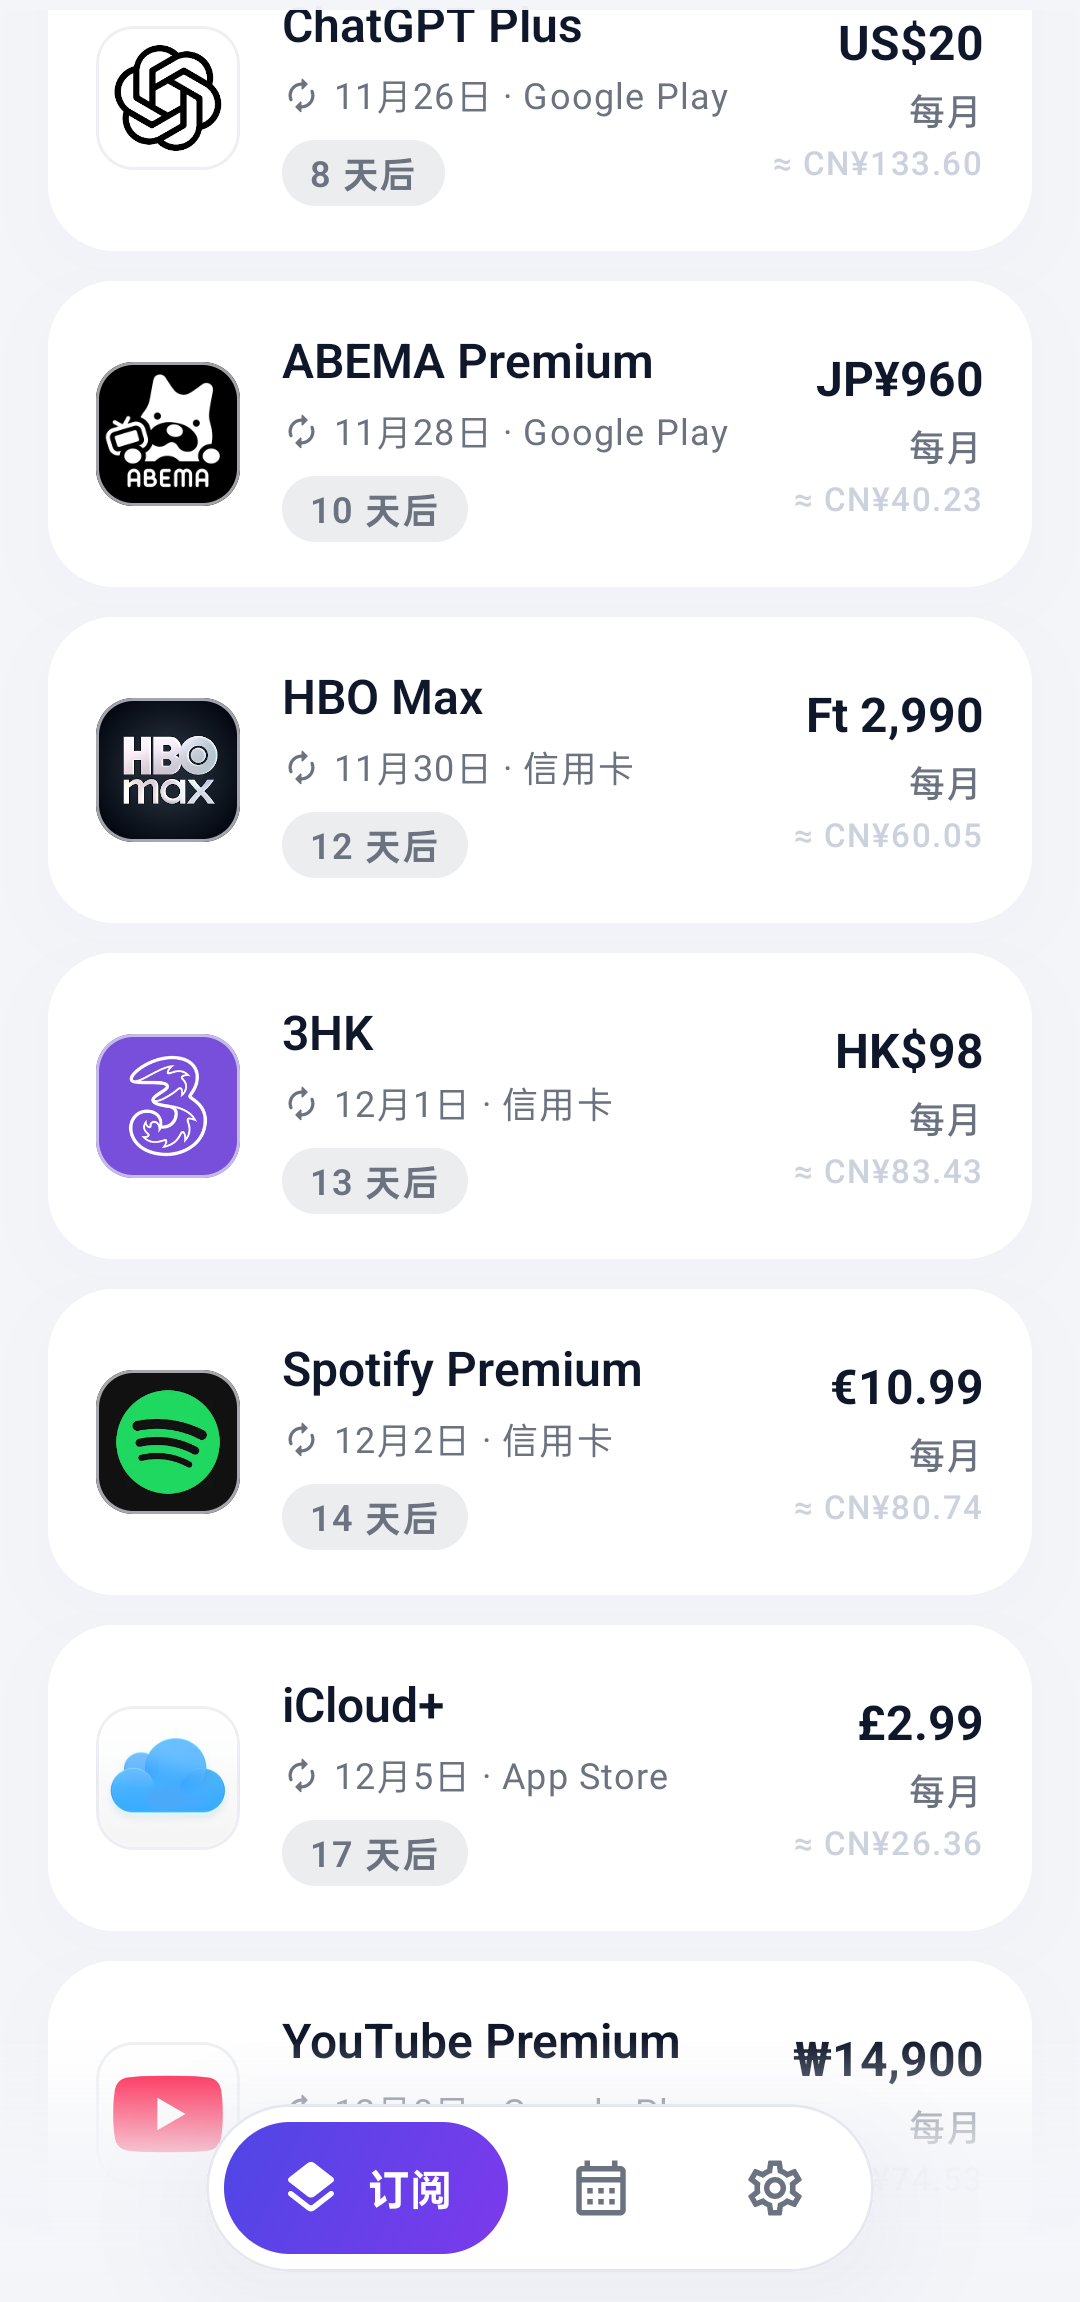 ChatGPT Plus
US$20
11月26日 · Google Play
每月
≈ CN¥133.60
8 天后
ABEMA Premium
JP¥960
11月28日 · Google Play
每月
ABEMA
≈ CN¥40.23
10 天后
HBO Max
Ft 2,990
11月30日 · 信用卡
每月
HBO
max
≈ CN¥60.05
12 天后
3HK
HK$98
12月1日 · 信用卡
每月
3
≈ CN¥83.43
13 天后
Spotify Premium
€10.99
12月2日 · 信用卡
每月
≈ CN¥80.74
14 天后
iCloud+
£2.99
12月5日 · App Store
每月
≈ CN¥26.36
17 天后
YouTube Premium
₩14,900
每月
¥74.53
订阅